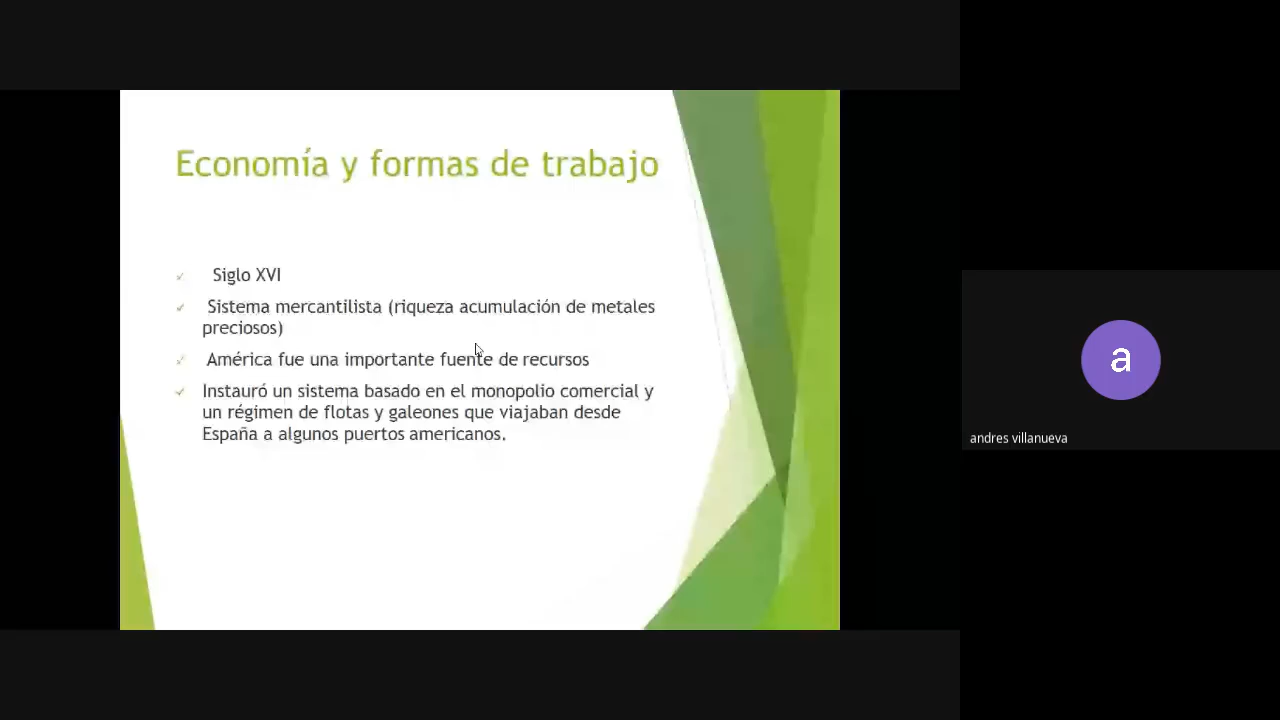 Economía y formas de trabajo
Siglo XVI
Sistema mercantilista (riqueza acumulación de metales
preciosos)
América fue una importante fuente de recursos
Instauró un sistema basado en el monopolio comercial y
un régimen de flotas y galeones que viajaban desde
España a algunos puertos americanos.
a
andres villanueva